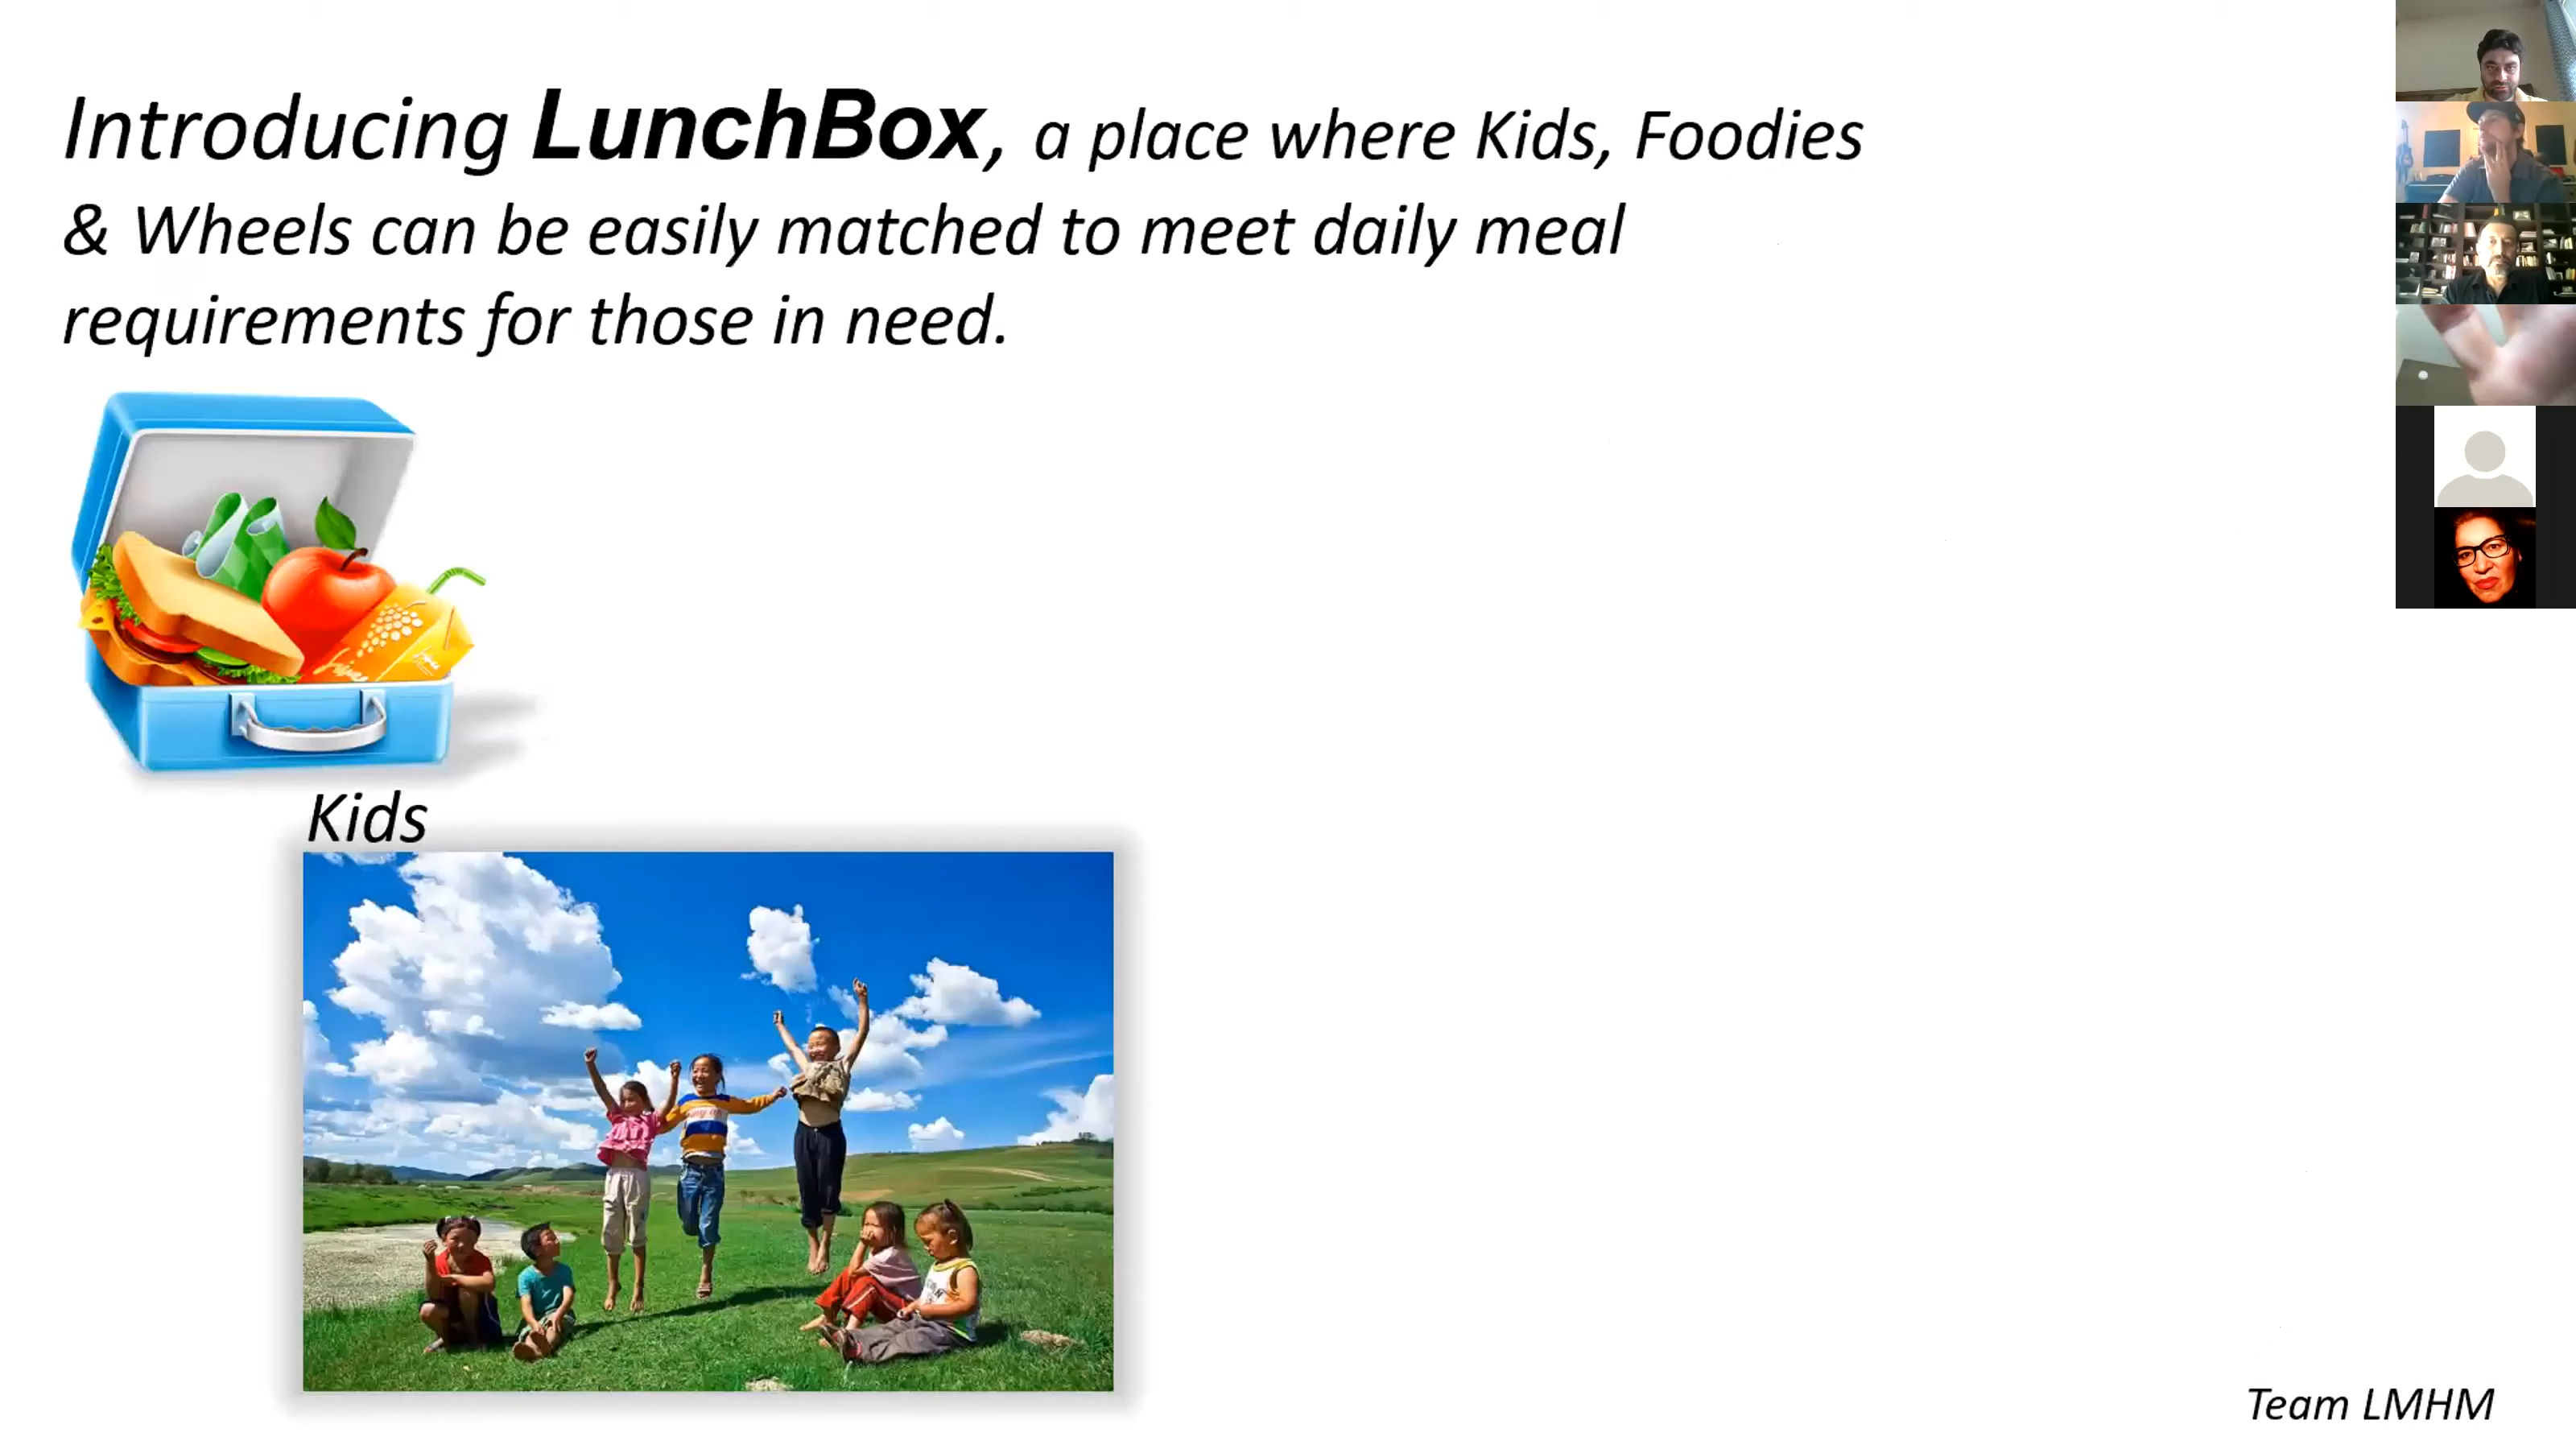 Introducing LunchBox, a place where Kids, Foodies
& Wheels can be easily matched to meet daily meal
requirements for those in need.
Kids
Team LMHM